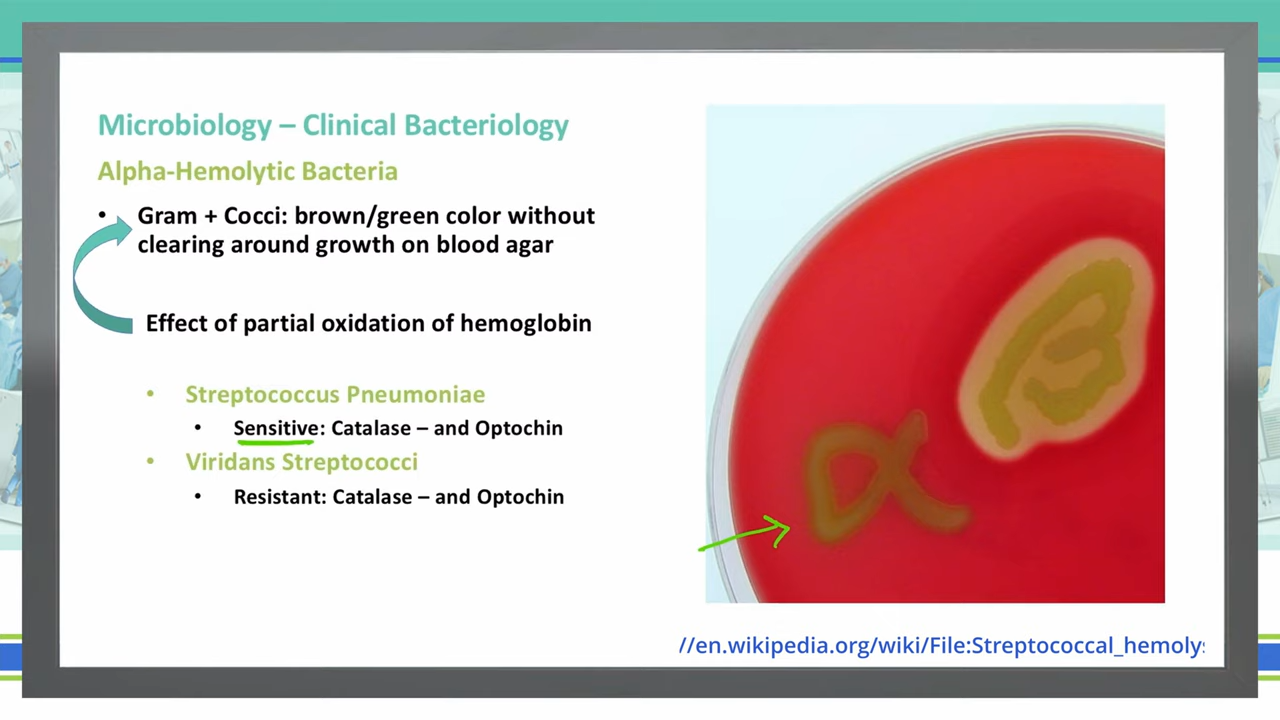 Microbiology – Clinical Bacteriology
Alpha-Hemolytic Bacteria
• Gram + Cocci: brown/green color without
clearing around growth on blood agar
Effect of partial oxidation of hemoglobin
• Streptococcus Pneumoniae
• Sensitive: Catalase – and Optochin
• Viridans Streptococci
• Resistant: Catalase – and Optochin
β
α
//en.wikipedia.org/wiki/File:Streptococcal_hemolys